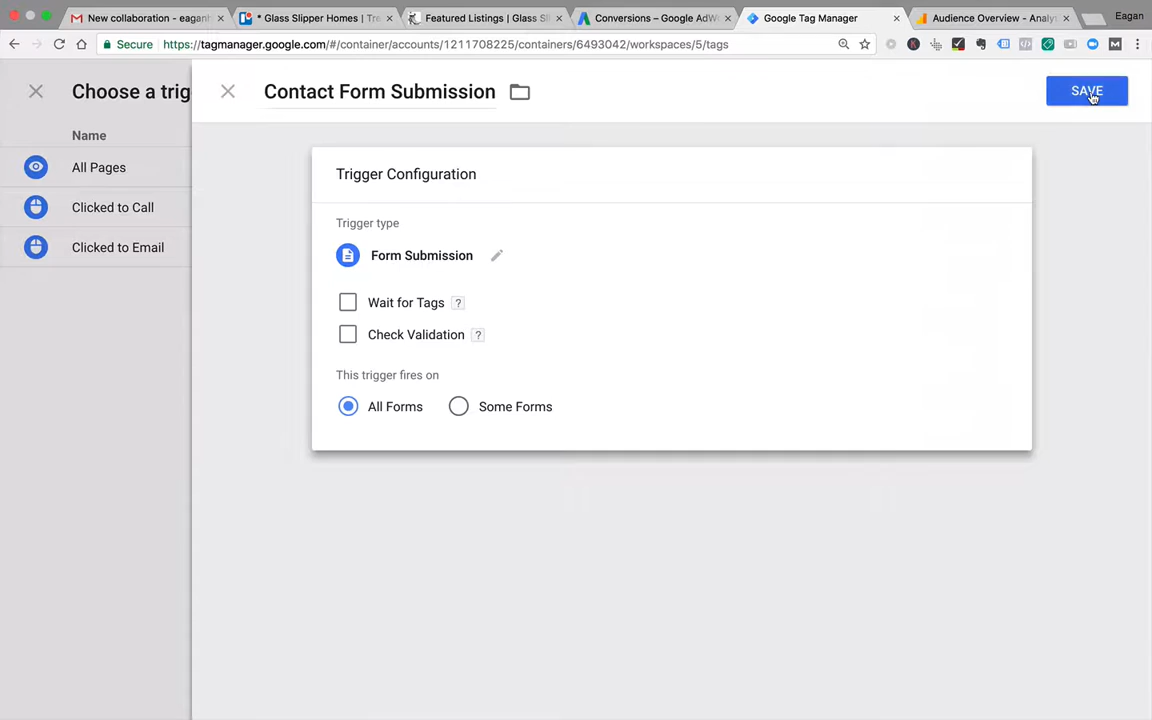 New collaboration - eaganh
* Glass Slipper Homes | Tre
Featured Listings | Glass Sli
Conversions – Google AdW
Google Tag Manager
Audience Overview - Analyt
Eagan
Secure
https://tagmanager.google.com/#/container/accounts/1211708225/containers/6493042/workspaces/5/tags
Choose a trig
Contact Form Submission
SAVE
Name
All Pages
Clicked to Call
Clicked to Email
Trigger Configuration
Trigger type
Form Submission
Wait for Tags ?
Check Validation ?
This trigger fires on
All Forms
Some Forms